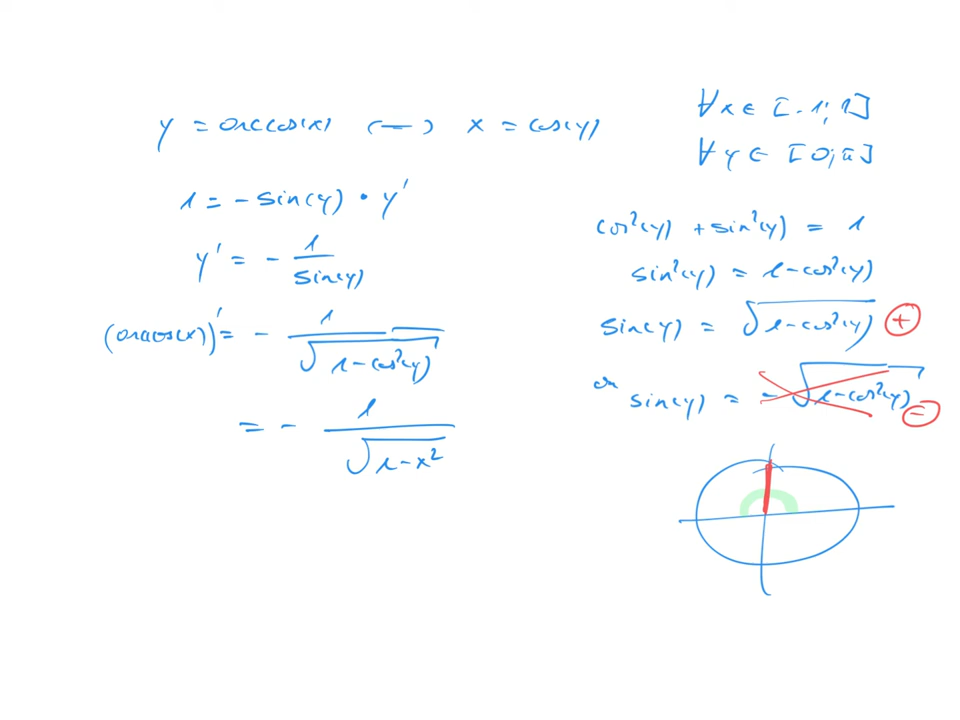 y = arccos(x) ⟷ x = cos(y)
∀x ∈ [-1;1]
∀y ∈ [0;π]
1 = -sin(y) · y'
y' = - 1/sin(y)
(arccos(x))' = - 1/√(1-cos²(y))
= - 1/√(1-x²)
cos²(y) + sin²(y) = 1
sin²(y) = 1-cos²(y)
sin(y) = √(1-cos²(y)) +
or sin(y) = -√(1-cos²(y)) -